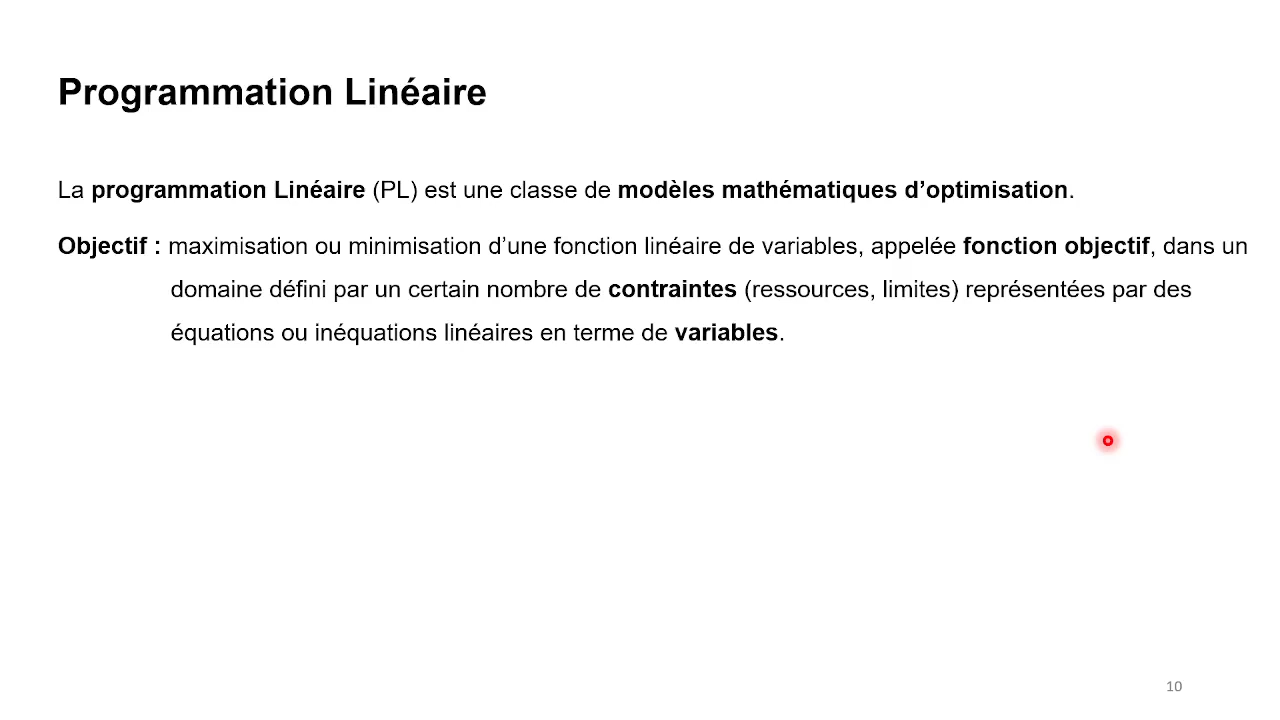 Programmation Linéaire
La programmation Linéaire (PL) est une classe de modèles mathématiques d’optimisation.
Objectif : maximisation ou minimisation d’une fonction linéaire de variables, appelée fonction objectif, dans un
domaine défini par un certain nombre de contraintes (ressources, limites) représentées par des
équations ou inéquations linéaires en terme de variables.
10